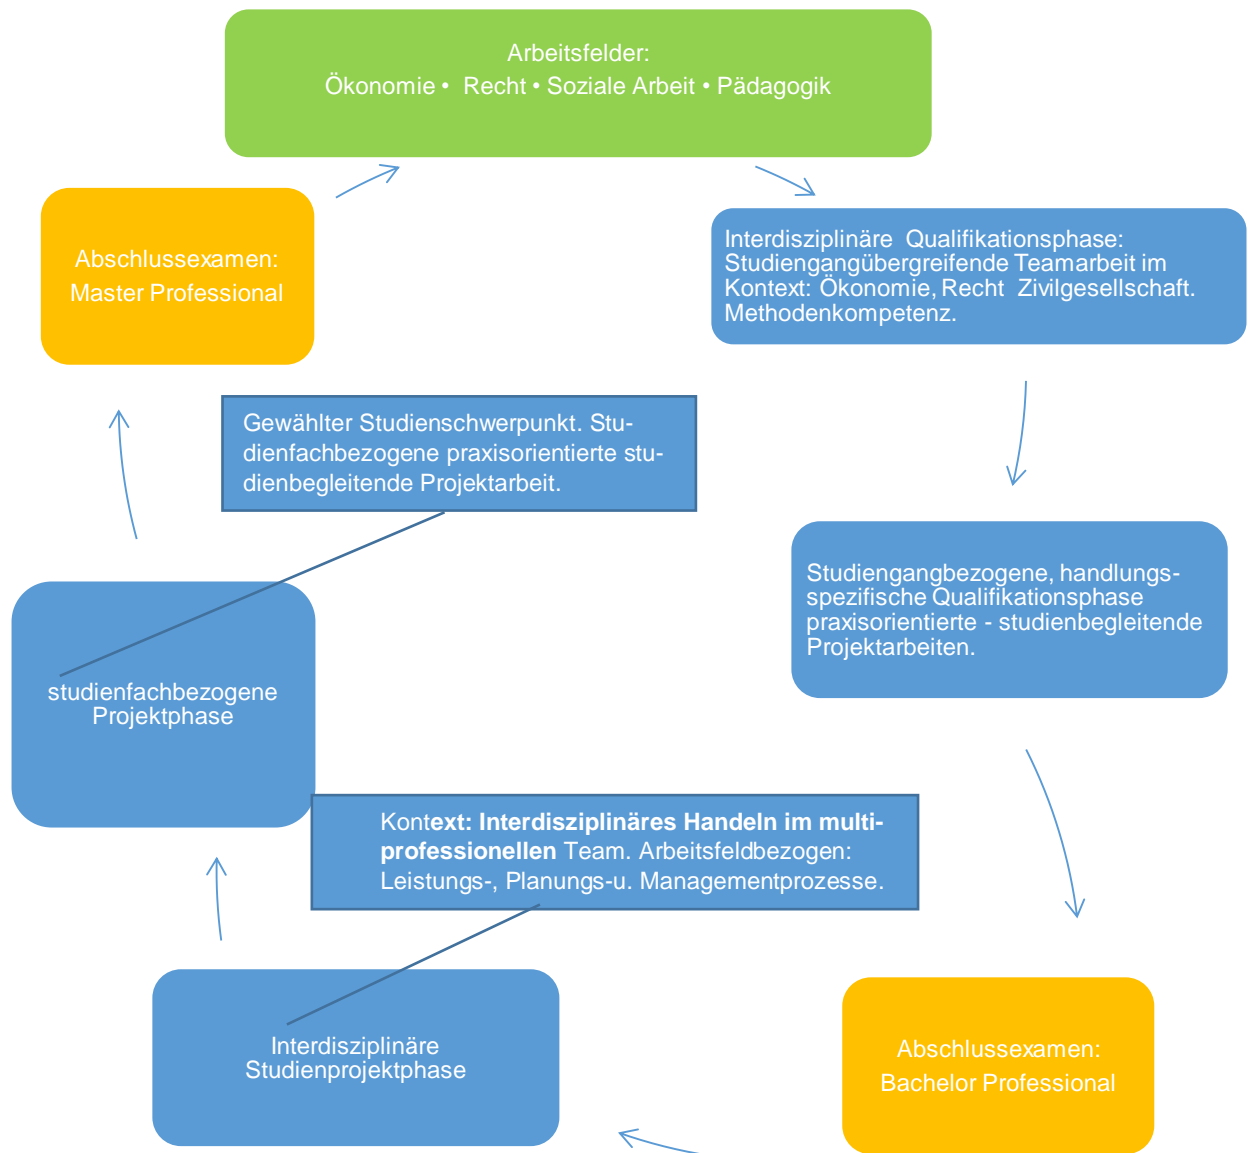 Arbeitsfelder:
Ökonomie • Recht • Soziale Arbeit • Pädagogik
Abschlussexamen:
Master Professional
Interdisziplinäre Qualifikationsphase:
Studiengangübergreifende Teamarbeit im
Kontext: Ökonomie, Recht Zivilgesellschaft.
Methodenkompetenz.
Gewählter Studienschwerpunkt. Stu-
dienfachbezogene praxisorientierte stu-
dienbegleitende Projektarbeit.
Studiengangbezogene, handlungs-
spezifische Qualifikationsphase
praxisorientierte - studienbegleitende
Projektarbeiten.
studienfachbezogene
Projektphase
Kontext: Interdisziplinäres Handeln im multi-
professionellen Team. Arbeitsfeldbezogen:
Leistungs-, Planungs-u. Managementprozesse.
Interdisziplinäre
Studienprojektphase
Abschlussexamen:
Bachelor Professional